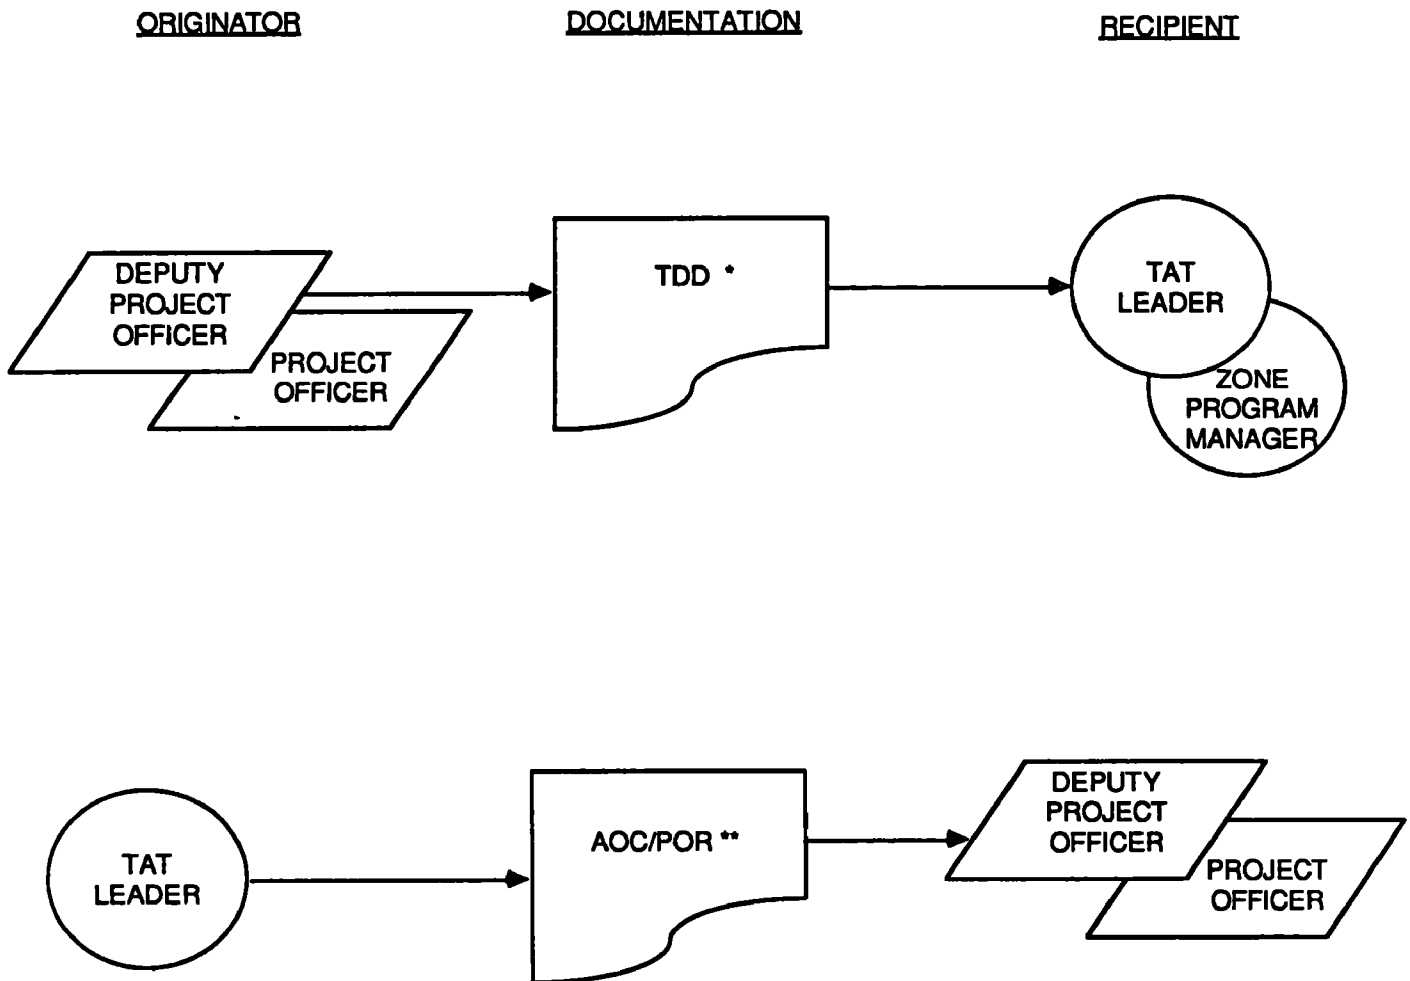 ORIGINATOR
DOCUMENTATION
RECIPIENT
DEPUTY
PROJECT
OFFICER
PROJECT
OFFICER
TDD *
TAT
LEADER
ZONE
PROGRAM
MANAGER
TAT
LEADER
AOC/POR **
DEPUTY
PROJECT
OFFICER
PROJECT
OFFICER